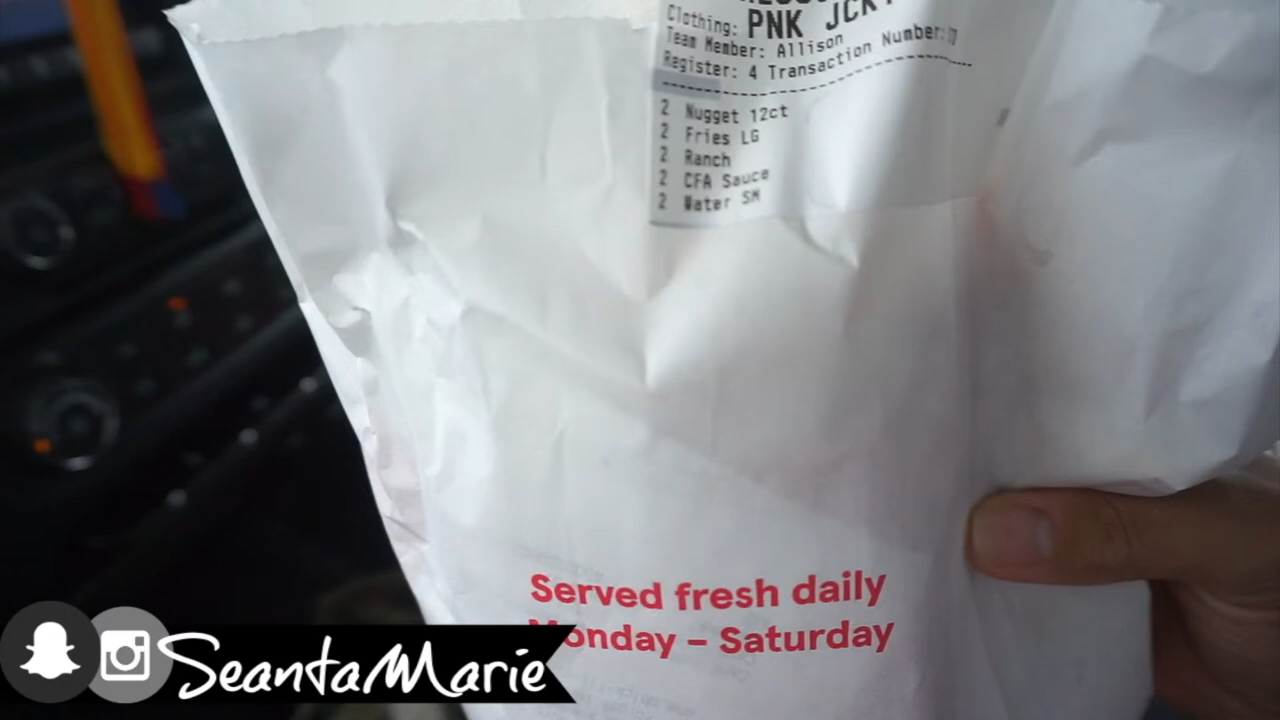 Clothing: PNK JCKT
Team Member: Allison
Register: 4 Transaction Number:
2 Nugget 12ct
2 Fries LG
2 Ranch
2 CFA Sauce
2 Water SM
Served fresh daily
Monday – Saturday
SeantaMarie